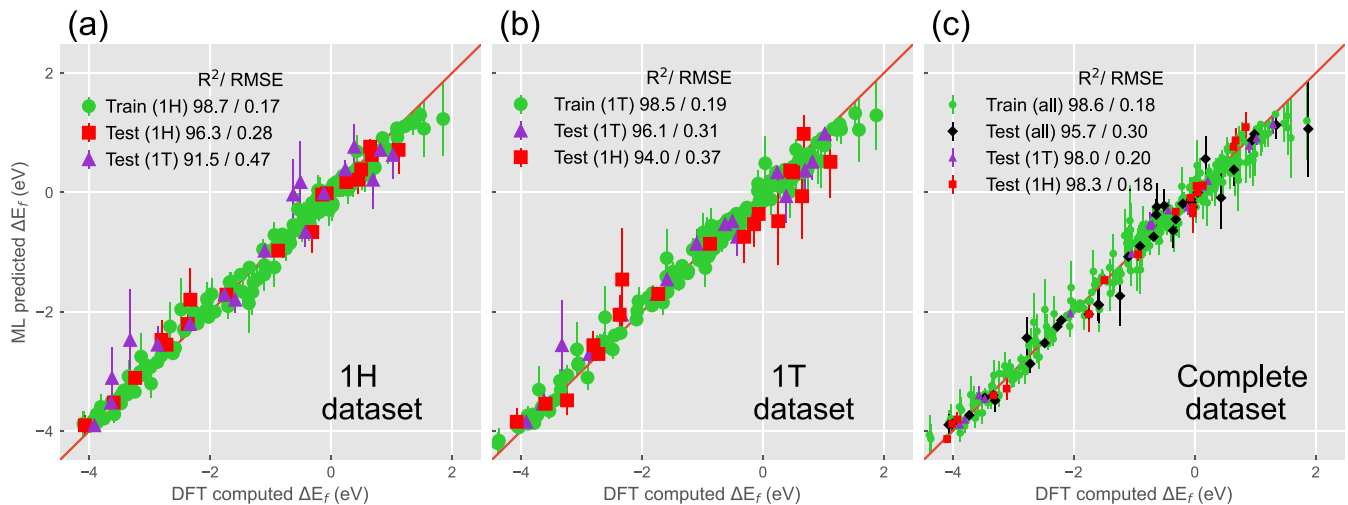 (a)
R²/ RMSE
Train (1H) 98.7 / 0.17
Test (1H) 96.3 / 0.28
Test (1T) 91.5 / 0.47
1H
dataset
2
0
−2
−4
ML predicted ΔE_f (eV)
−4 −2 0 2
DFT computed ΔE_f (eV)
(b)
R²/ RMSE
Train (1T) 98.5 / 0.19
Test (1T) 96.1 / 0.31
Test (1H) 94.0 / 0.37
1T
dataset
−4 −2 0 2
DFT computed ΔE_f (eV)
(c)
R²/ RMSE
Train (all) 98.6 / 0.18
Test (all) 95.7 / 0.30
Test (1T) 98.0 / 0.20
Test (1H) 98.3 / 0.18
Complete
dataset
−4 −2 0 2
DFT computed ΔE_f (eV)